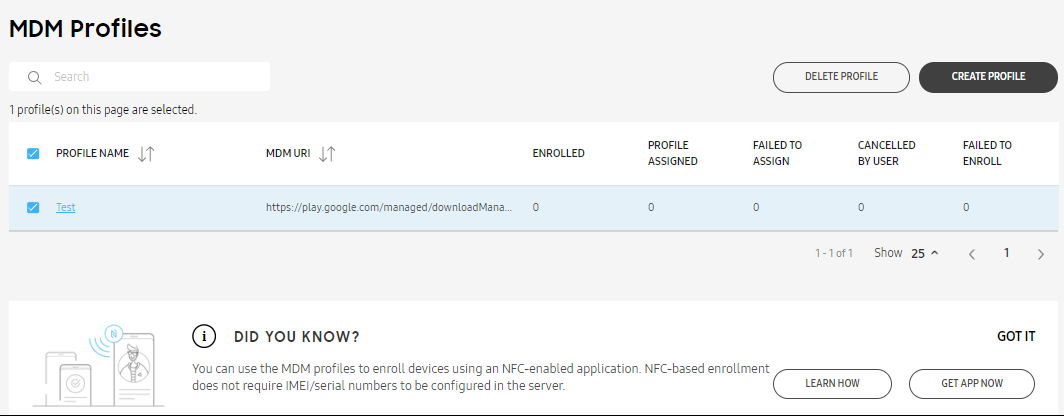 MDM Profiles
Search
DELETE PROFILE
CREATE PROFILE
1 profile(s) on this page are selected.
PROFILE NAME
MDM URI
ENROLLED
PROFILE
ASSIGNED
FAILED TO
ASSIGN
CANCELLED
BY USER
FAILED TO
ENROLL
Test
https://play.google.com/managed/downloadMana...
0
0
0
0
0
1 - 1 of 1
Show
25
1
DID YOU KNOW?
GOT IT
You can use the MDM profiles to enroll devices using an NFC-enabled application. NFC-based enrollment
does not require IMEI/serial numbers to be configured in the server.
LEARN HOW
GET APP NOW